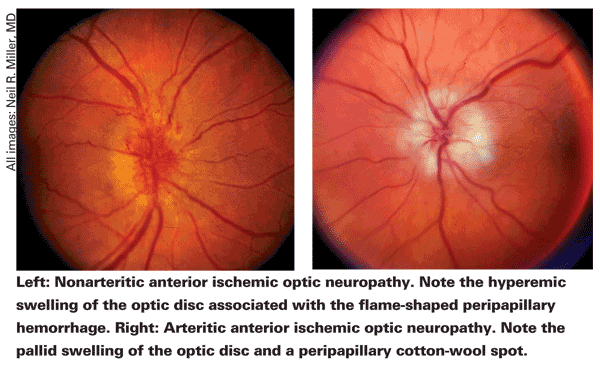 All images: Neil R. Miller, MD
Left: Nonarteritic anterior ischemic optic neuropathy. Note the hyperemic
swelling of the optic disc associated with the flame-shaped peripapillary
hemorrhage. Right: Arteritic anterior ischemic optic neuropathy. Note the
pallid swelling of the optic disc and a peripapillary cotton-wool spot.